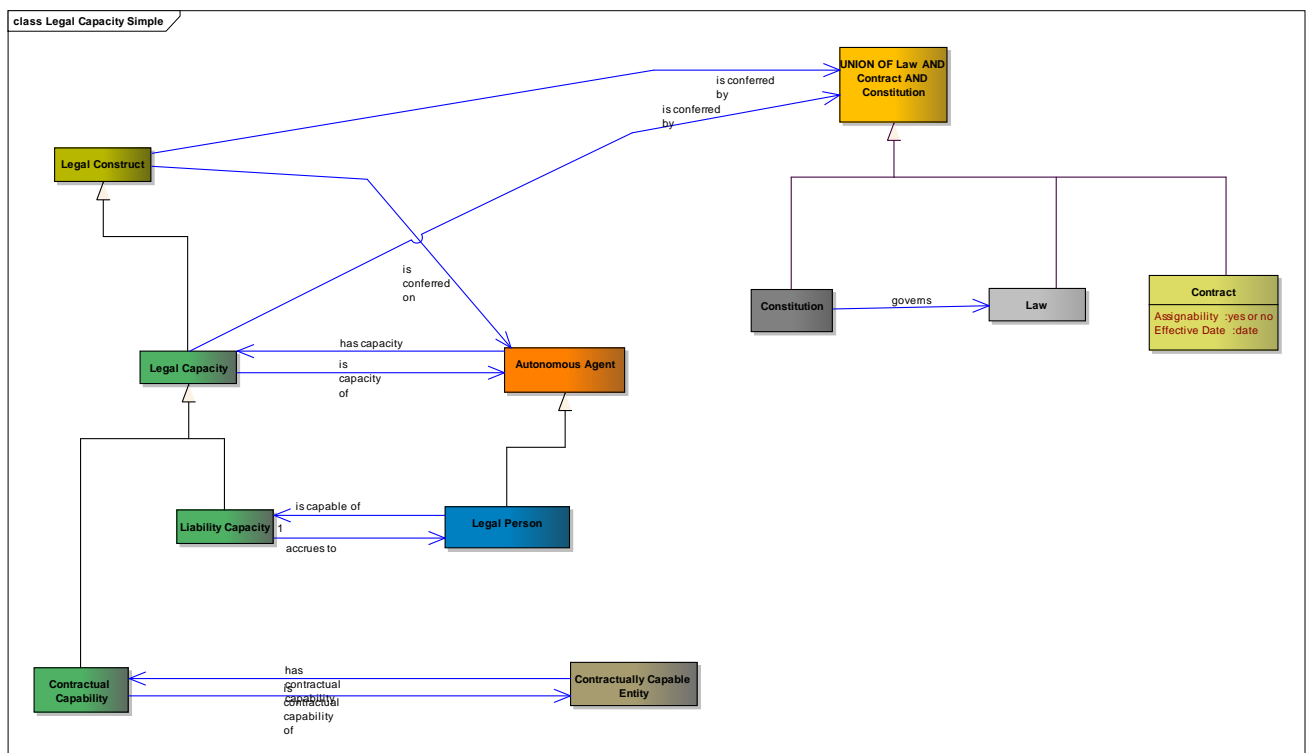 class Legal Capacity Simple
UNION OF Law AND
Contract AND
Constitution
is conferred
by
is conferred
by
Legal Construct
is
conferred
on
Constitution
governs
Law
Contract
Assignability :yes or no
Effective Date :date
Legal Capacity
has capacity
is
capacity
of
Autonomous Agent
Liability Capacity
1
is capable of
accrues to
Legal Person
Contractual
Capability
has
contractual
capability
is
contractual
capability
of
Contractually Capable
Entity